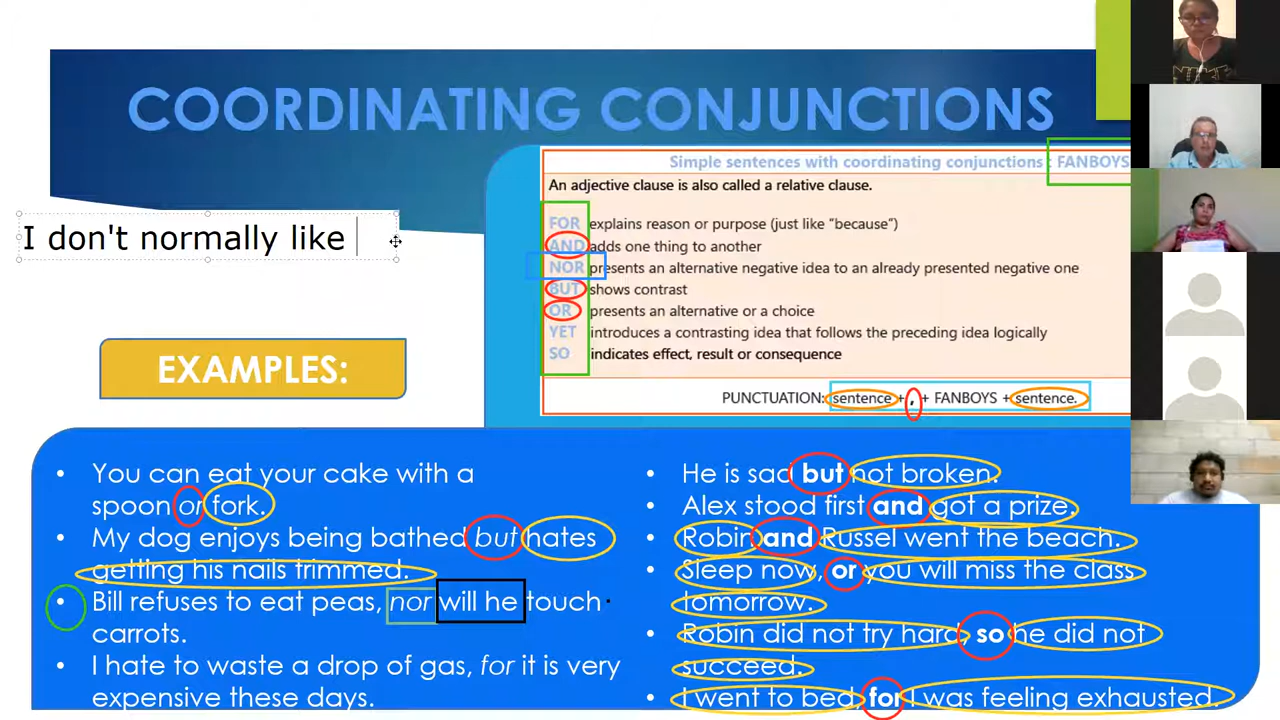 COORDINATING CONJUNCTIONS
Simple sentences with coordinating conjunctions : FANBOYS
An adjective clause is also called a relative clause.
I don't normally like
FOR explains reason or purpose (just like "because")
AND adds one thing to another
NOR presents an alternative negative idea to an already presented negative one
BUT shows contrast
OR presents an alternative or a choice
YET introduces a contrasting idea that follows the preceding idea logically
SO indicates effect, result or consequence
PUNCTUATION: sentence + , + FANBOYS + sentence.
EXAMPLES:
• You can eat your cake with a
spoon or fork.
• My dog enjoys being bathed but hates
getting his nails trimmed.
• Bill refuses to eat peas, nor will he touch
carrots.
• I hate to waste a drop of gas, for it is very
expensive these days.
• He is sad but not broken.
• Alex stood first and got a prize.
• Robin and Russel went the beach.
• Sleep now, or you will miss the class
tomorrow.
• Robin did not try hard, so he did not
succeed.
• I went to bed, for I was feeling exhausted.